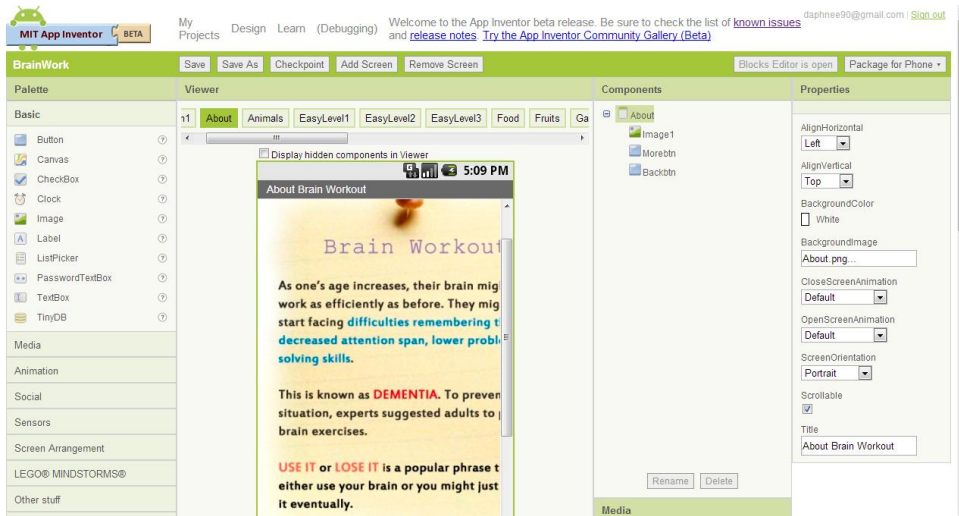 daphnee90@gmail.com | Sign out
MIT App Inventor BETA
My Projects Design Learn (Debugging)
Welcome to the App Inventor beta release. Be sure to check the list of known issues
and release notes. Try the App Inventor Community Gallery (Beta)
BrainWork Save Save As Checkpoint Add Screen Remove Screen Blocks Editor is open Package for Phone
Palette
Basic
Button
Canvas
CheckBox
Clock
Image
Label
ListPicker
PasswordTextBox
TextBox
TinyDB
Media
Animation
Social
Sensors
Screen Arrangement
LEGO® MINDSTORMS®
Other stuff
Viewer
n1 About Animals EasyLevel1 EasyLevel2 EasyLevel3 Food Fruits Ga
Display hidden components in Viewer
5:09 PM
About Brain Workout
Brain Workout
As one's age increases, their brain mig
work as efficiently as before. They mig
start facing difficulties remembering t
decreased attention span, lower proble
solving skills.
This is known as DEMENTIA. To preven
situation, experts suggested adults to p
brain exercises.
USE IT or LOSE IT is a popular phrase t
either use your brain or you might just
it eventually.
Components
About
Image1
Morebtn
Backbtn
Rename Delete
Media
Properties
AlignHorizontal
Left
AlignVertical
Top
BackgroundColor
White
BackgroundImage
About.png...
CloseScreenAnimation
Default
OpenScreenAnimation
Default
ScreenOrientation
Portrait
Scrollable
Title
About Brain Workout